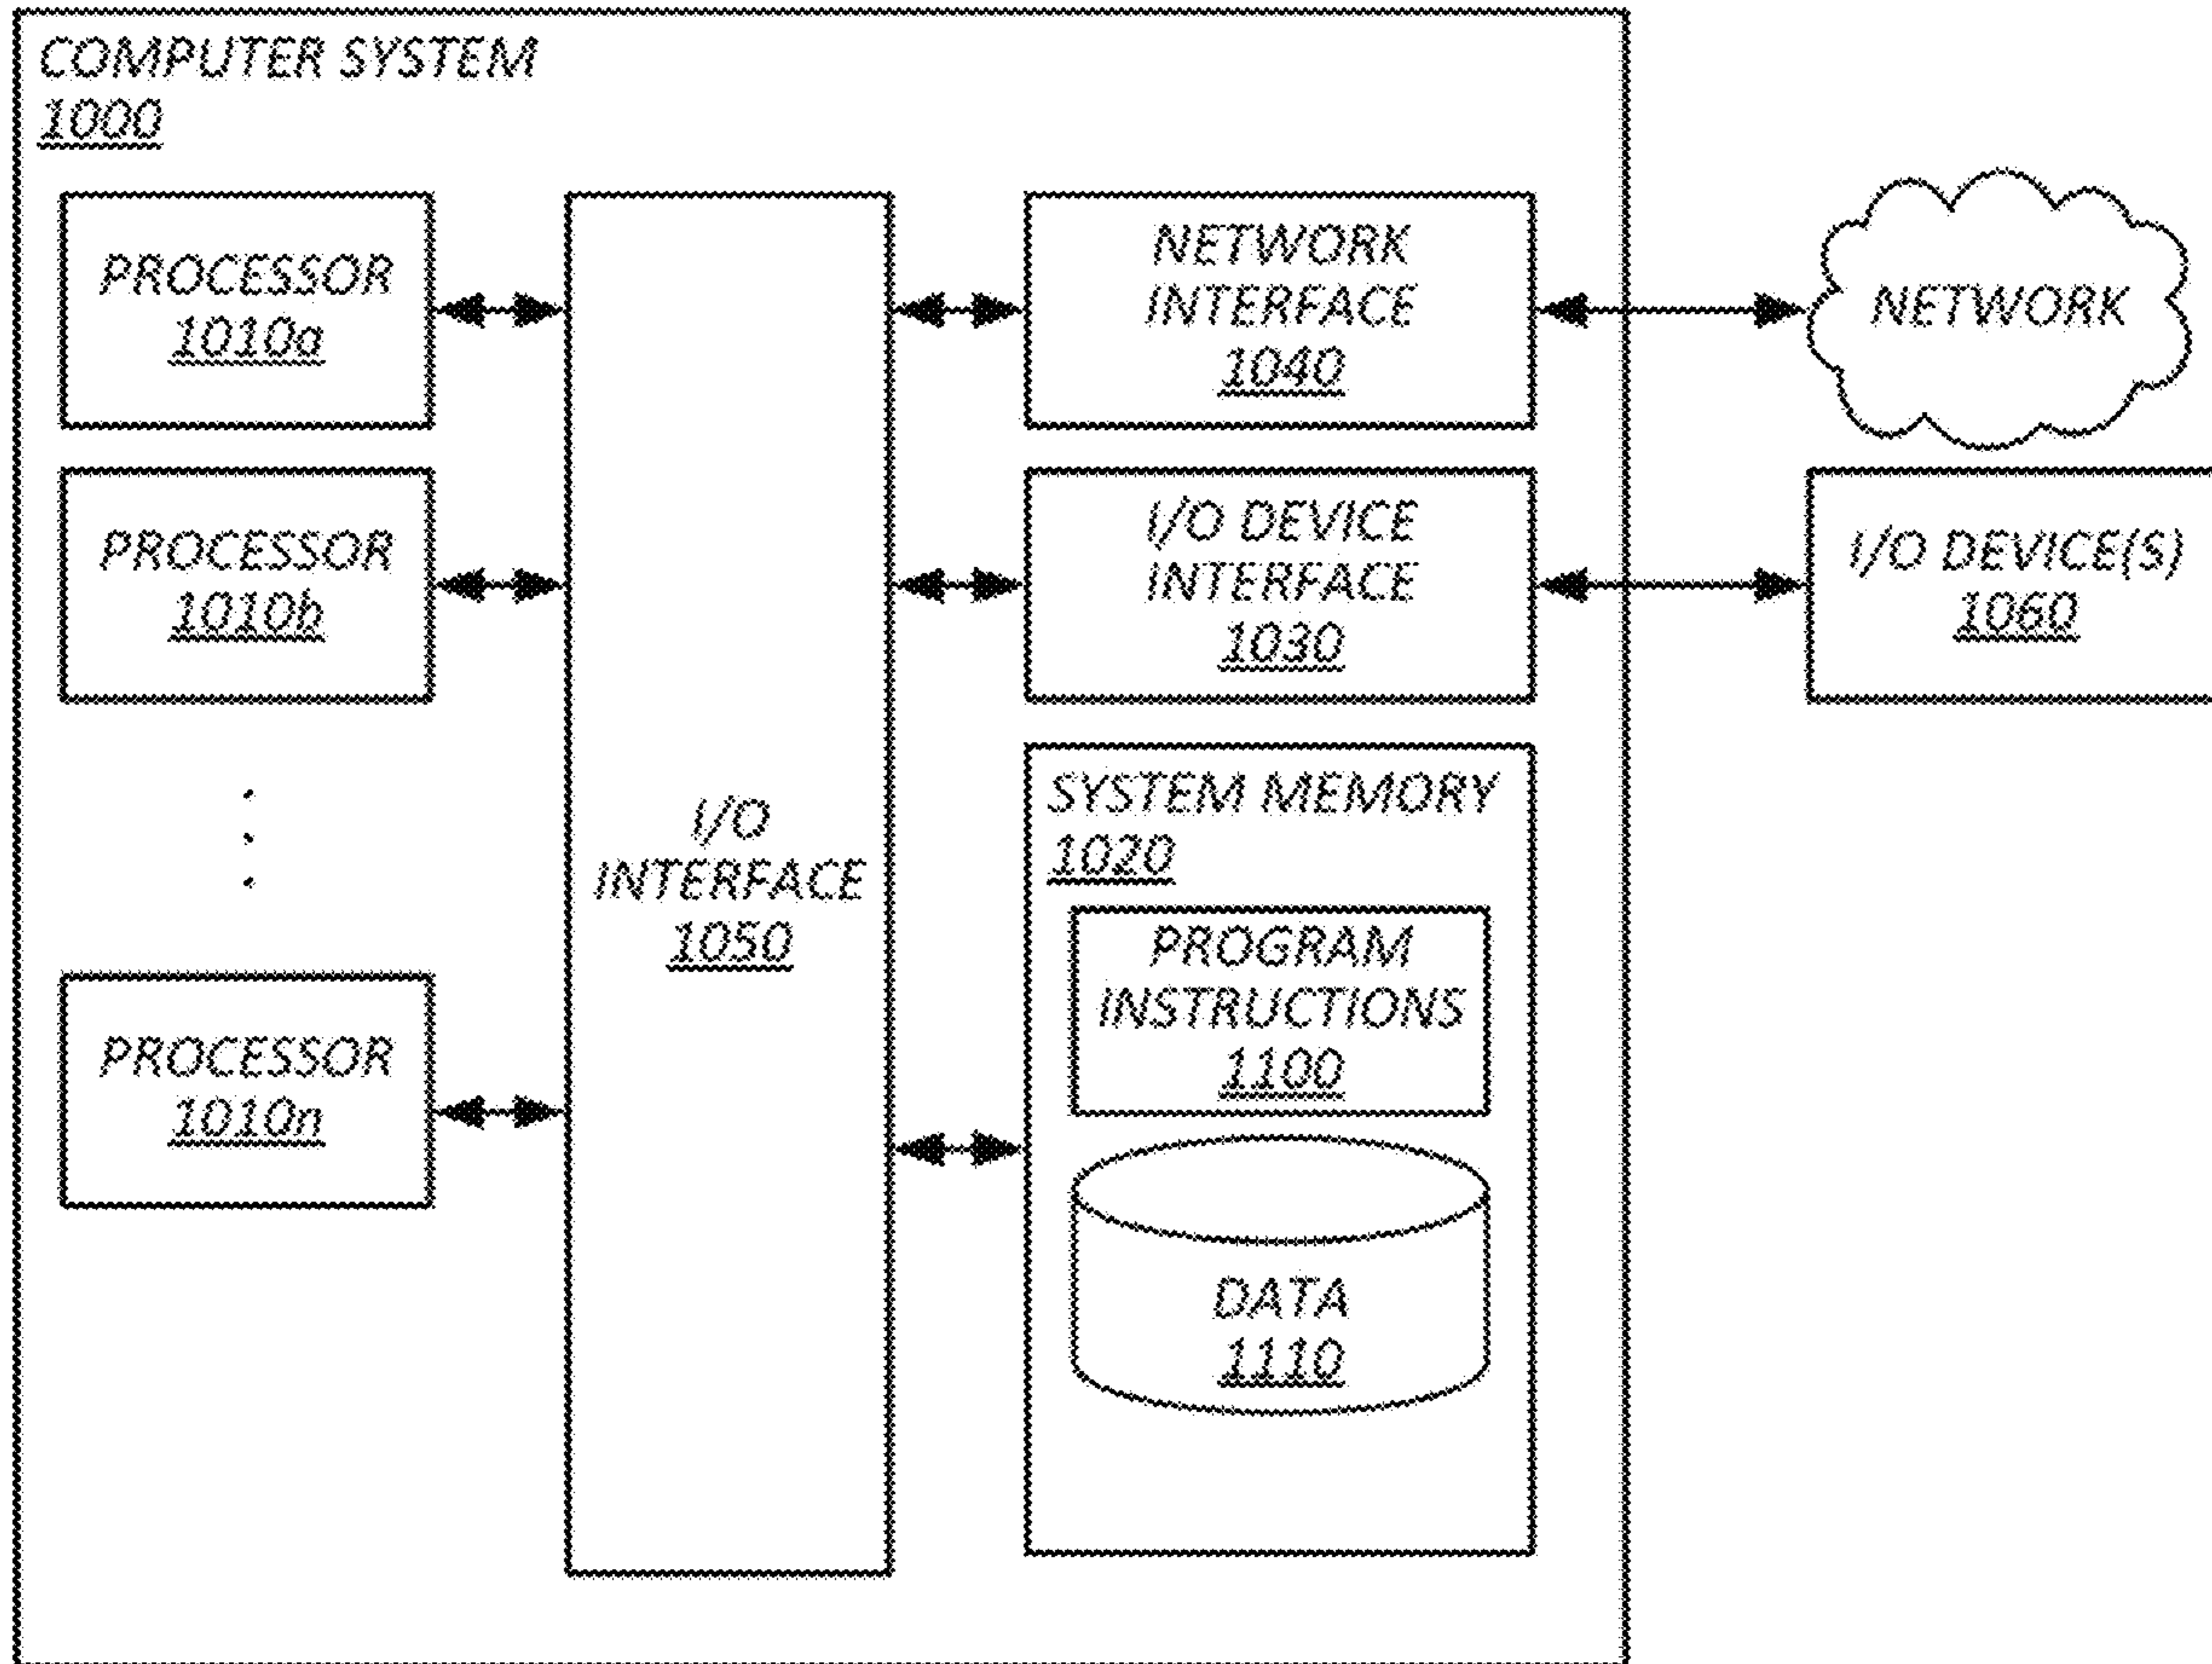 COMPUTER SYSTEM
1000
PROCESSOR
1010a
PROCESSOR
1010b
PROCESSOR
1010n
I/O
INTERFACE
1050
NETWORK
INTERFACE
1040
I/O DEVICE
INTERFACE
1030
SYSTEM MEMORY
1020
PROGRAM
INSTRUCTIONS
1100
DATA
1110
NETWORK
I/O DEVICE(S)
1060